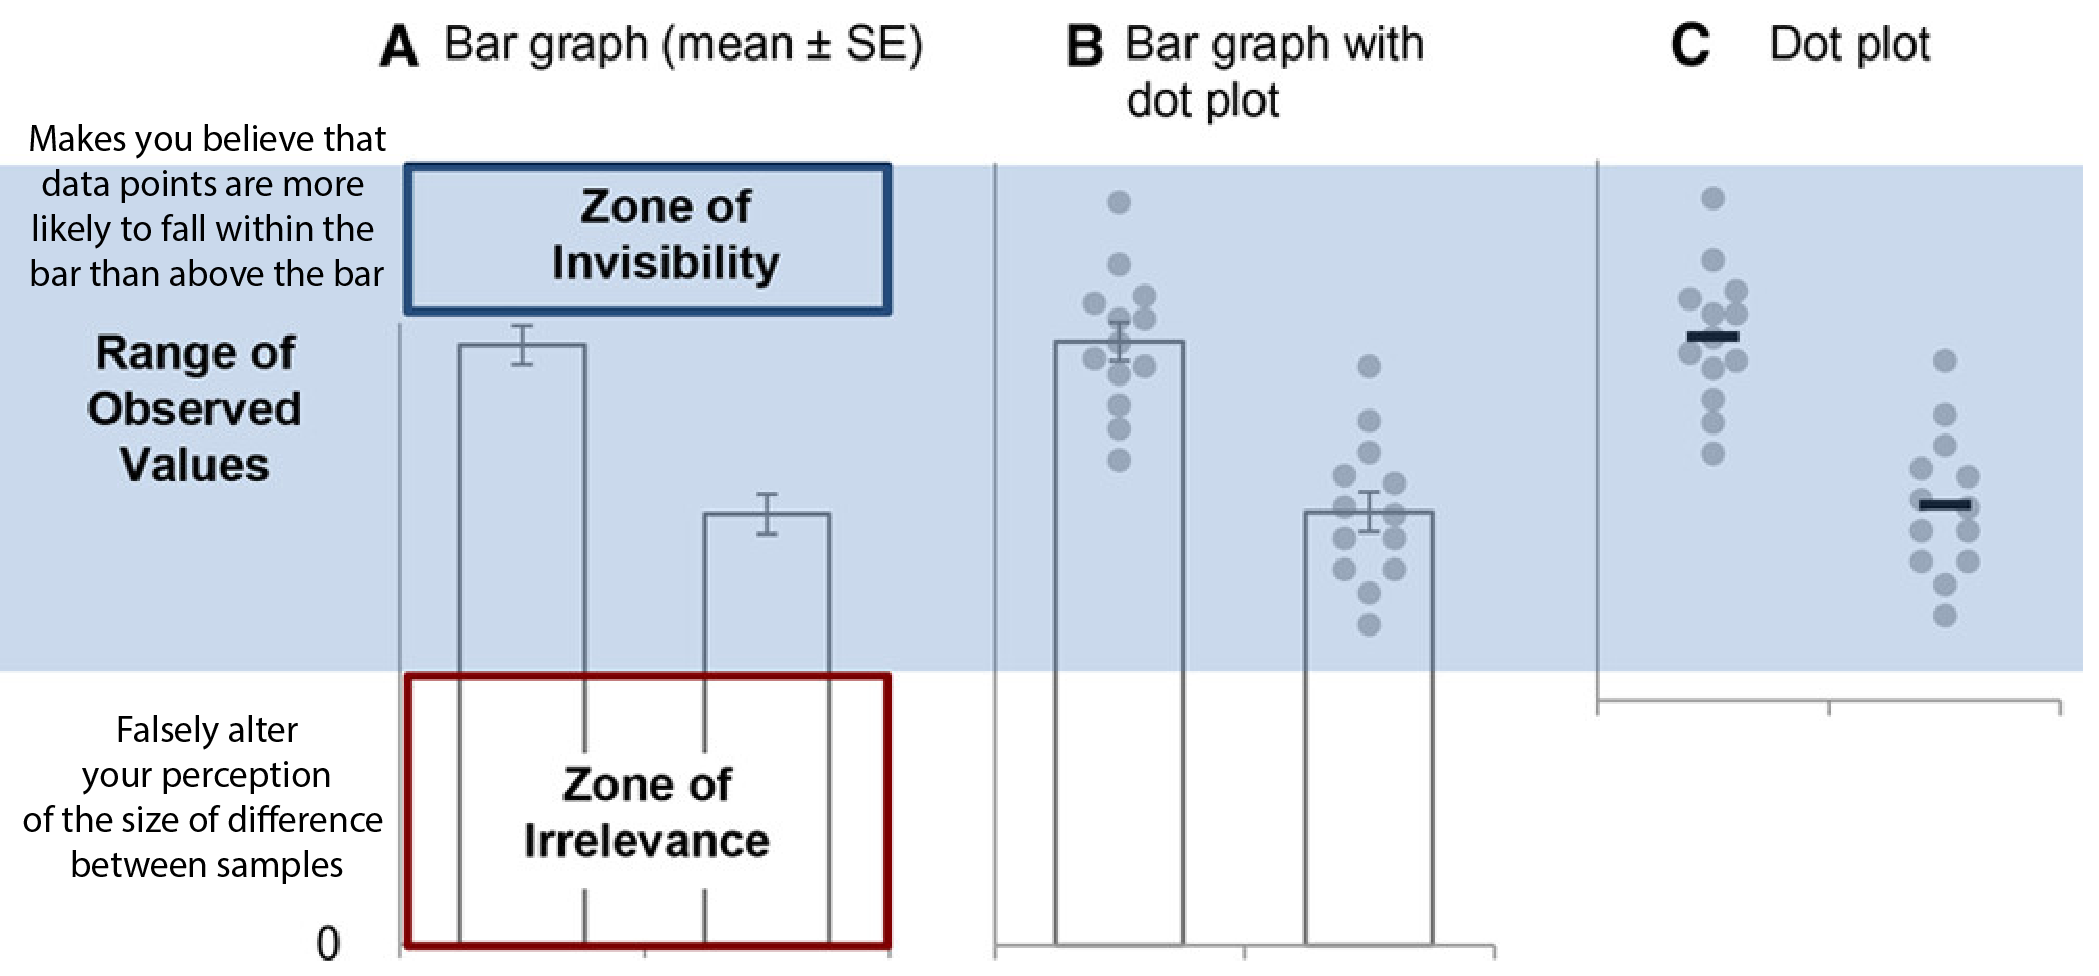 A Bar graph (mean ± SE)
B Bar graph with
dot plot
C Dot plot
Makes you believe that
data points are more
likely to fall within the
bar than above the bar
Zone of
Invisibility
Range of
Observed
Values
Falsely alter
your perception
of the size of difference
between samples
Zone of
Irrelevance
0